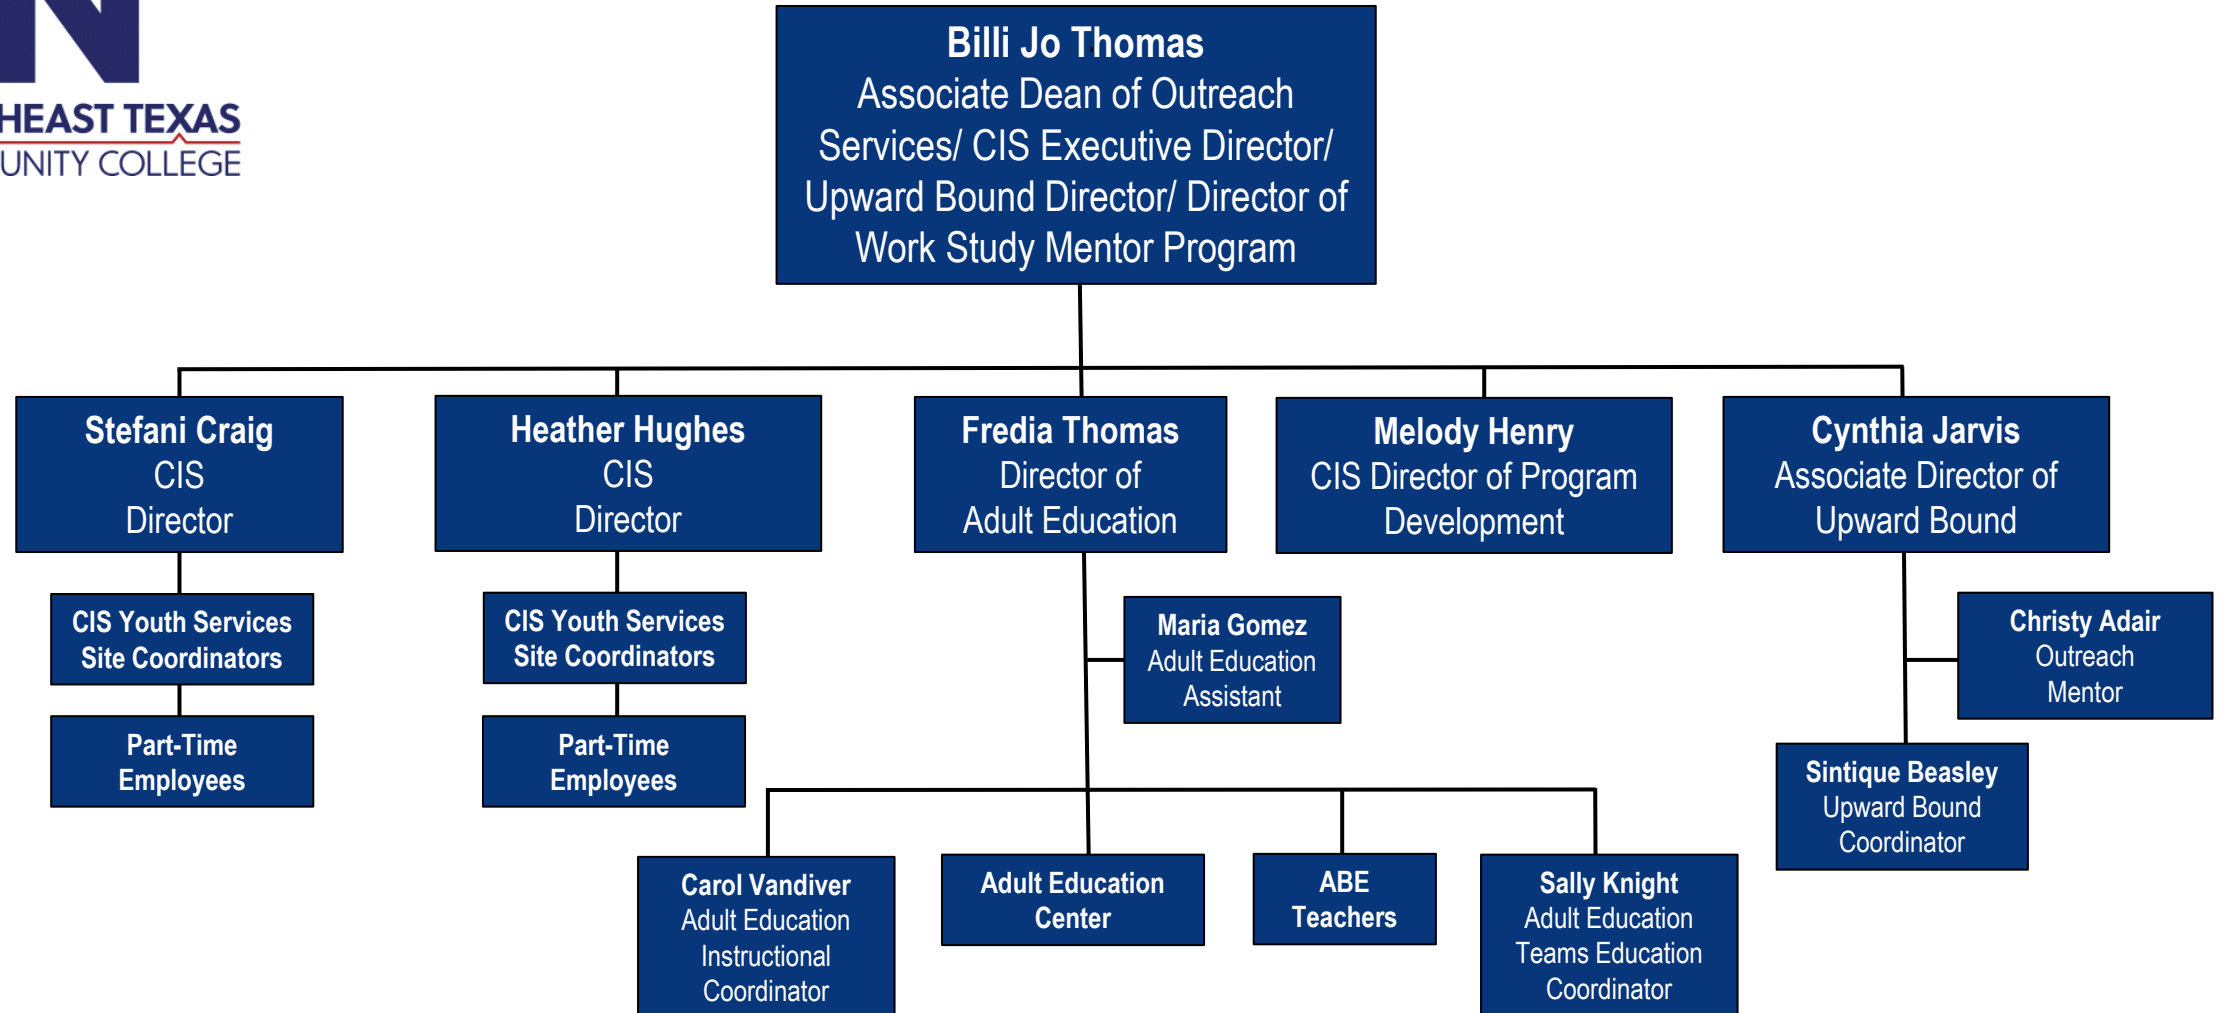 N
HEAST TEXAS
UNITY COLLEGE
Billi Jo Thomas
Associate Dean of Outreach
Services/ CIS Executive Director/
Upward Bound Director/ Director of
Work Study Mentor Program
Stefani Craig
CIS
Director
Heather Hughes
CIS
Director
Fredia Thomas
Director of
Adult Education
Melody Henry
CIS Director of Program
Development
Cynthia Jarvis
Associate Director of
Upward Bound
CIS Youth Services
Site Coordinators
CIS Youth Services
Site Coordinators
Maria Gomez
Adult Education
Assistant
Christy Adair
Outreach
Mentor
Part-Time
Employees
Part-Time
Employees
Sintique Beasley
Upward Bound
Coordinator
Carol Vandiver
Adult Education
Instructional
Coordinator
Adult Education
Center
ABE
Teachers
Sally Knight
Adult Education
Teams Education
Coordinator